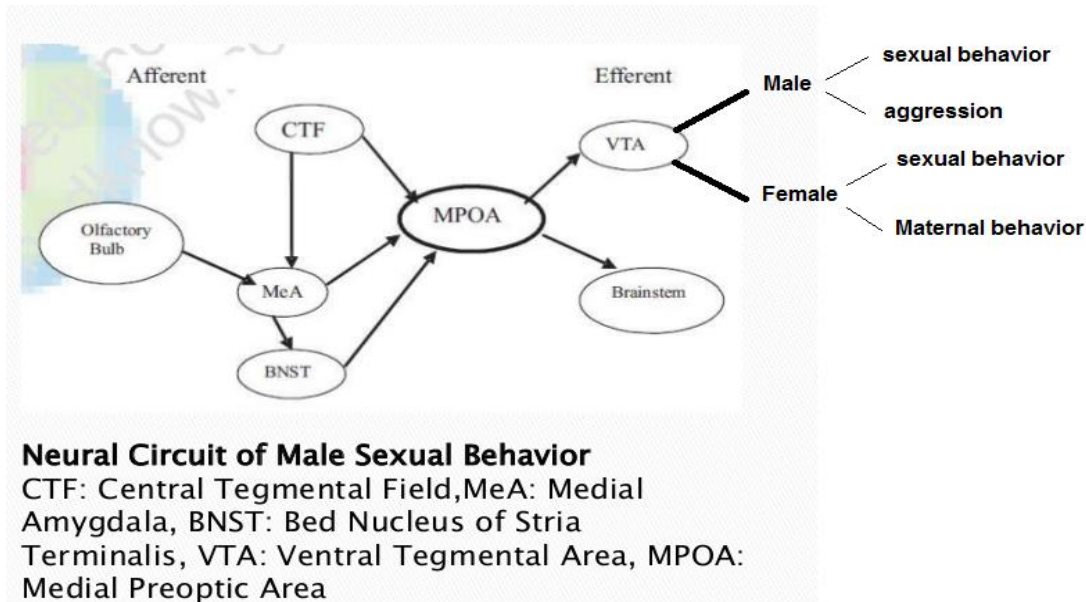 Afferent
Efferent
CTF
VTA
MPOA
Olfactory
Bulb
MeA
Brainstem
BNST
Male
sexual behavior
aggression
Female
sexual behavior
Maternal behavior
Neural Circuit of Male Sexual Behavior
CTF: Central Tegmental Field,MeA: Medial
Amygdala, BNST: Bed Nucleus of Stria
Terminalis, VTA: Ventral Tegmental Area, MPOA:
Medial Preoptic Area